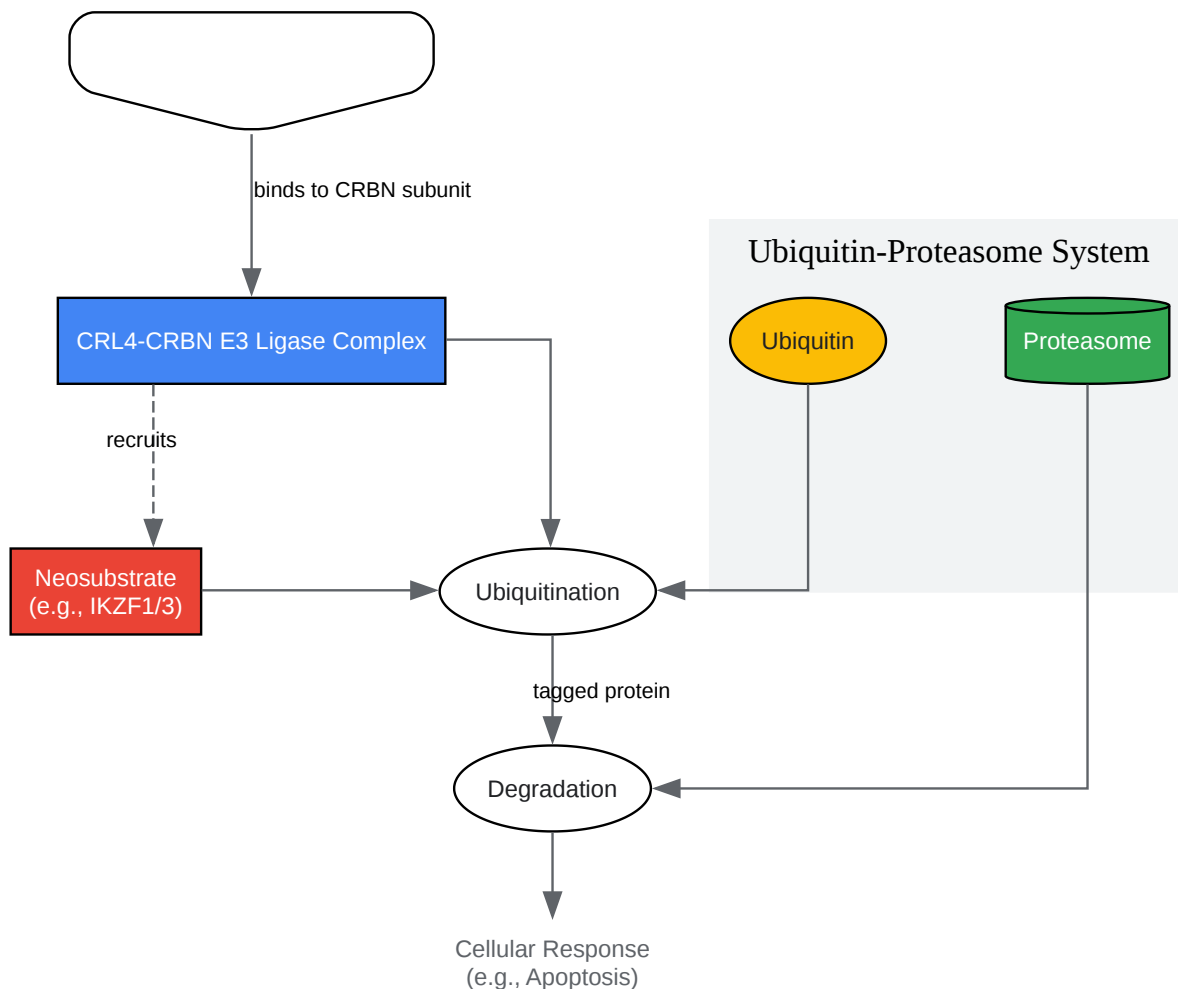 binds to CRBN subunit
Ubiquitin-Proteasome System
CRL4-CRBN E3 Ligase Complex
Ubiquitin
Proteasome
recruits
Neosubstrate
(e.g., IKZF1/3)
Ubiquitination
tagged protein
Degradation
Cellular Response
(e.g., Apoptosis)